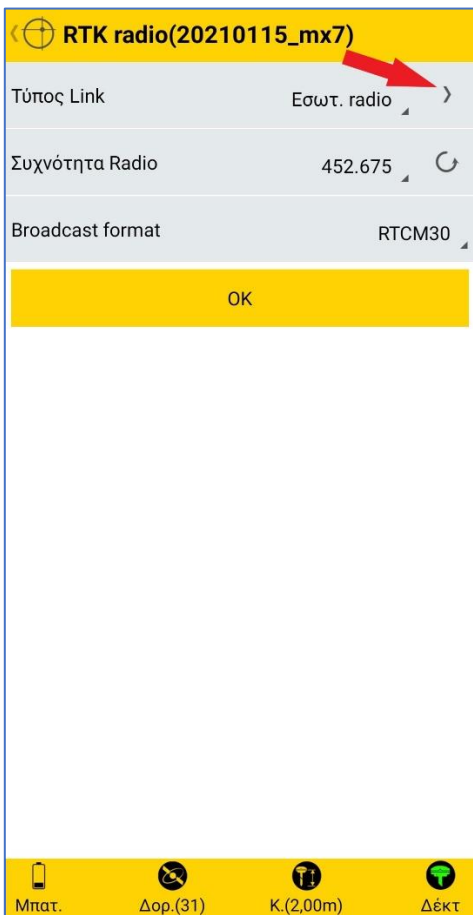 RTK radio(20210115_mx7)
Τύπος Link Εσωτ. radio
Συχνότητα Radio 452.675
Broadcast format RTCM30
OK
Μπατ. Δορ.(31) Κ.(2,00m) Δέκτ